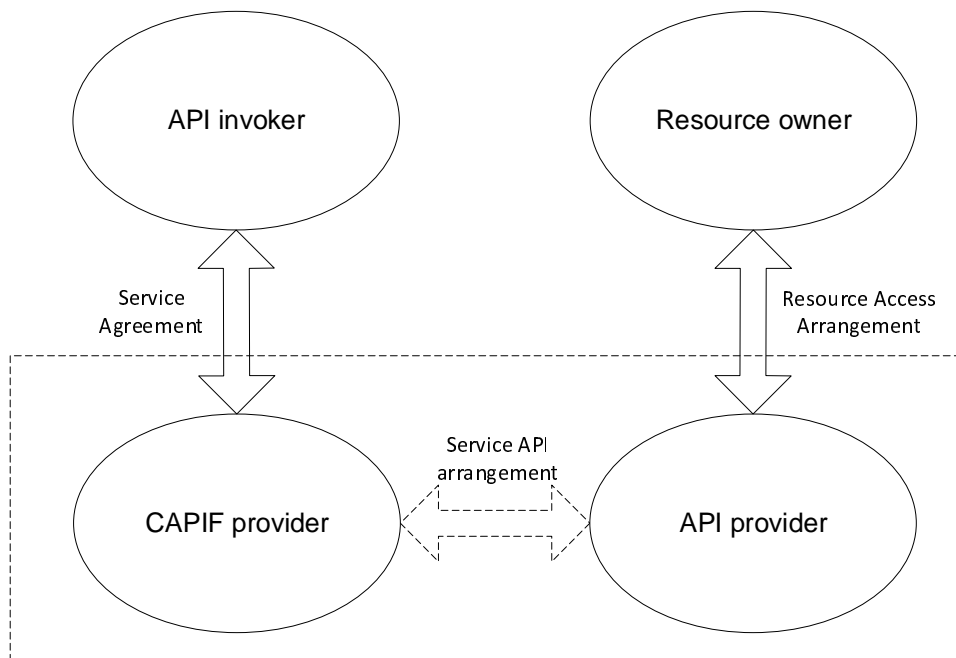 API invoker
Resource owner
Service
Agreement
Resource Access
Arrangement
Service API
arrangement
CAPIF provider
API provider